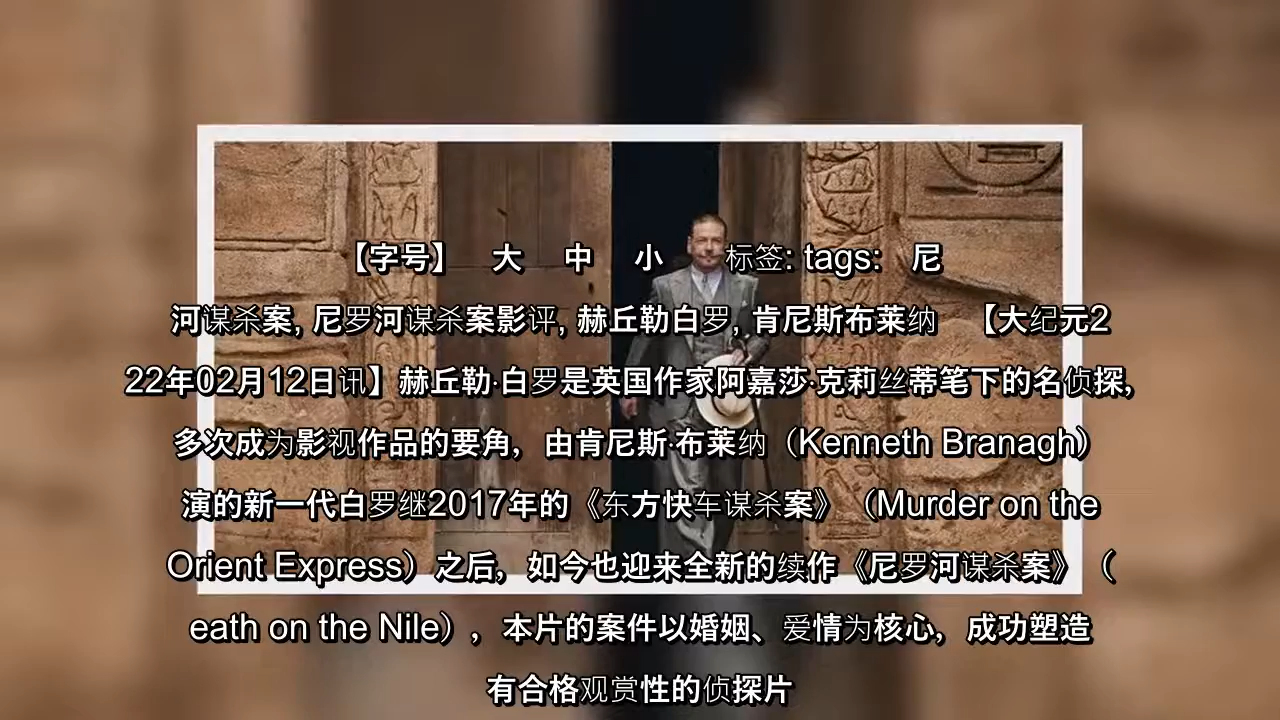 【字号】 大 中 小 标签: tags: 尼
河谋杀案, 尼罗河谋杀案影评, 赫丘勒白罗, 肯尼斯布莱纳 【大纪元2
22年02月12日讯】赫丘勒·白罗是英国作家阿嘉莎·克莉丝蒂笔下的名侦探,
多次成为影视作品的要角，由肯尼斯·布莱纳（Kenneth Branagh）
演的新一代白罗继2017年的《东方快车谋杀案》（Murder on the
Orient Express）之后，如今也迎来全新的续作《尼罗河谋杀案》（
eath on the Nile），本片的案件以婚姻、爱情为核心，成功塑造
有合格观赏性的侦探片